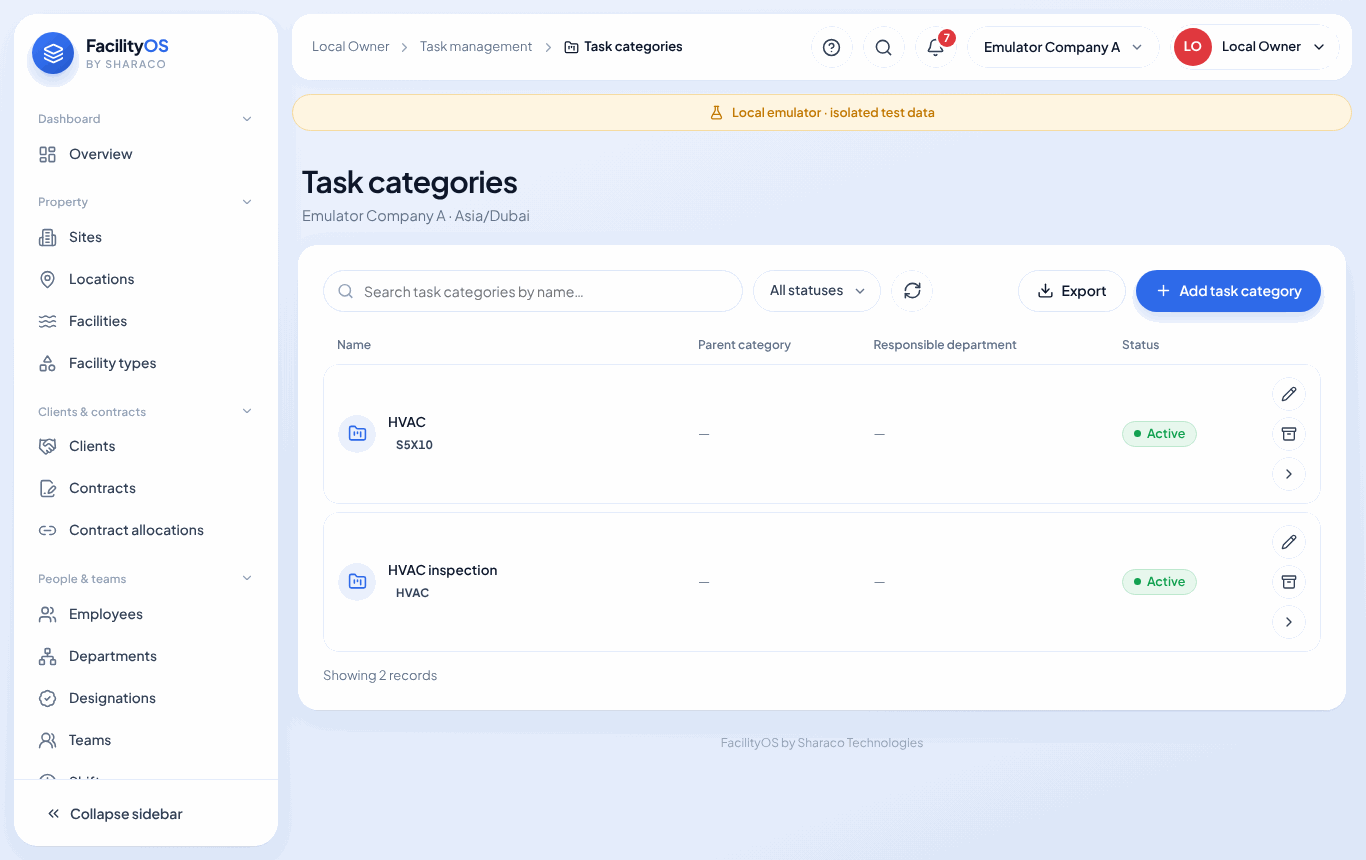 FacilityOS
BY SHARACO
Dashboard
Overview
Property
Sites
Locations
Facilities
Facility types
Clients & contracts
Clients
Contracts
Contract allocations
People & teams
Employees
Departments
Designations
Teams
Collapse sidebar
Local Owner
Task management
Task categories
7
Emulator Company A
LO
Local Owner
Local emulator · isolated test data
Task categories
Emulator Company A · Asia/Dubai
Search task categories by name…
All statuses
Export
Add task category
Name
Parent category
Responsible department
Status
HVAC
S5X10
—
—
Active
HVAC inspection
HVAC
—
—
Active
Showing 2 records
FacilityOS by Sharaco Technologies